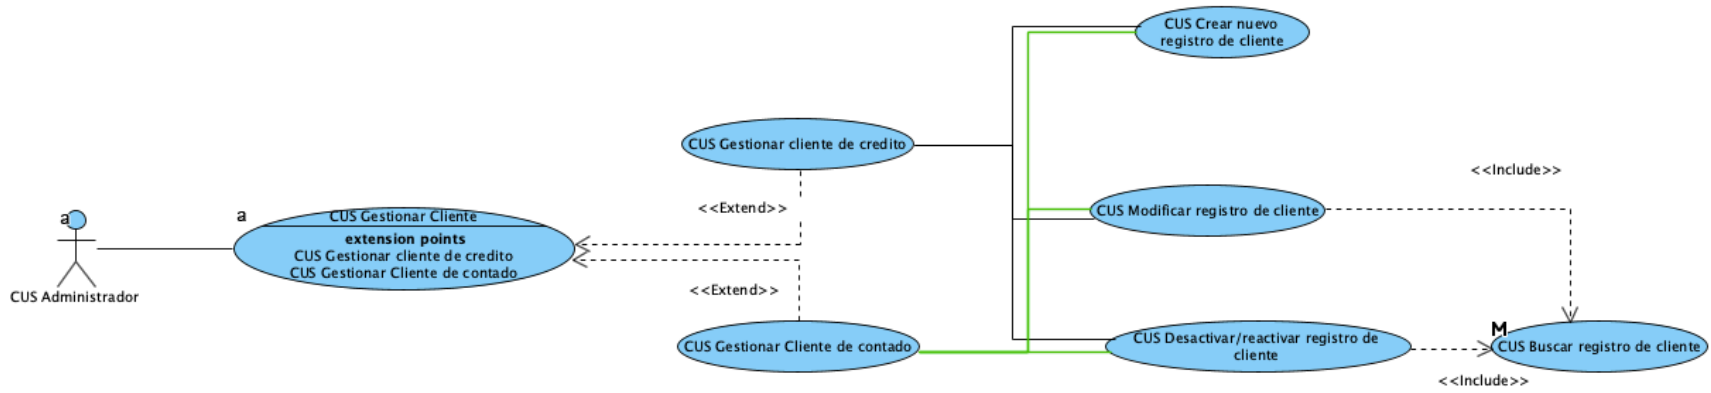 CUS Crear nuevo
registro de cliente
CUS Gestionar cliente de credito
<<Include>>
<<Extend>>
a
a
CUS Gestionar Cliente
extension points
CUS Gestionar cliente de credito
CUS Gestionar Cliente de contado
CUS Modificar registro de cliente
CUS Administrador
<<Extend>>
CUS Gestionar Cliente de contado
CUS Desactivar/reactivar registro de
cliente
M
CUS Buscar registro de cliente
<<Include>>